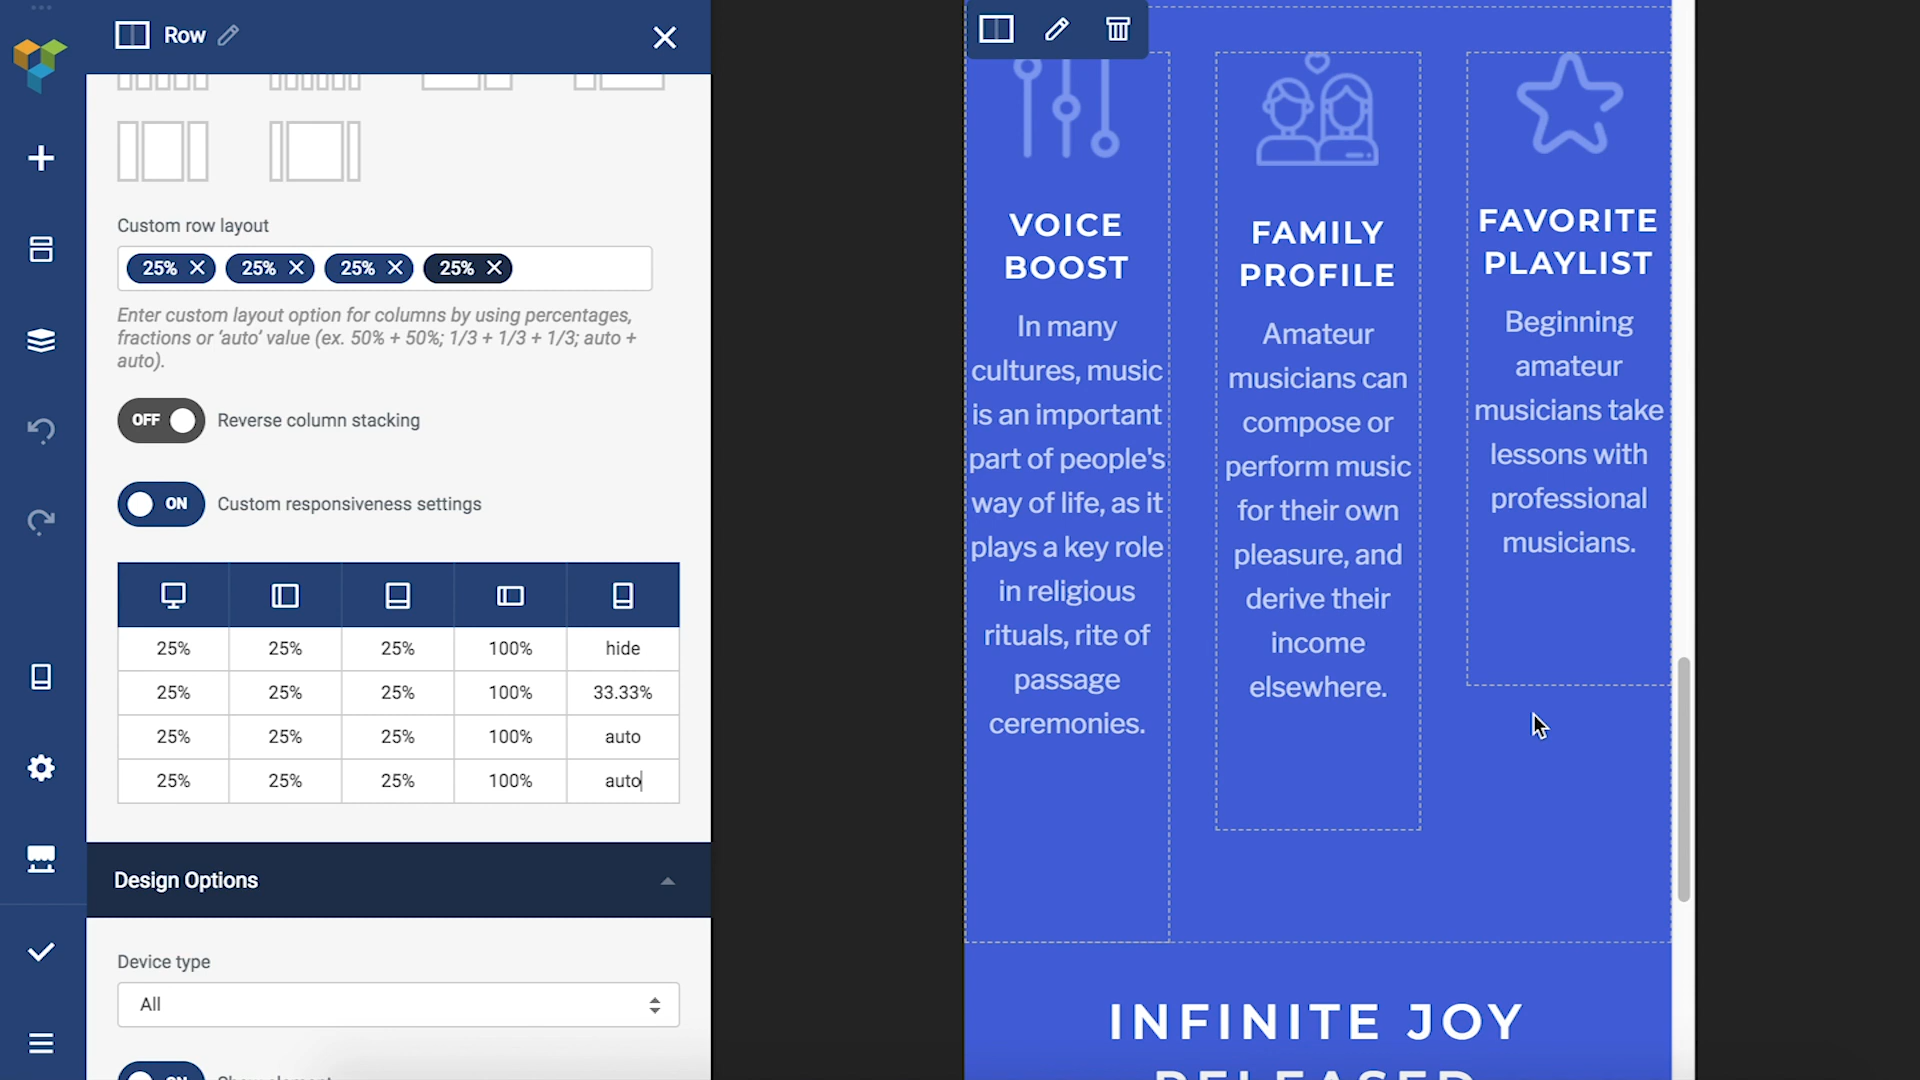 Row
Custom row layout
25% 25% 25% 25%
Enter custom layout option for columns by using percentages,
fractions or ‘auto’ value (ex. 50% + 50%; 1/3 + 1/3 + 1/3; auto +
auto).
OFF Reverse column stacking
ON Custom responsiveness settings
25% 25% 25% 100% hide
25% 25% 25% 100% 33.33%
25% 25% 25% 100% auto
25% 25% 25% 100% auto
Design Options
Device type
All
VOICE
BOOST
In many
cultures, music
is an important
part of people's
way of life, as it
plays a key role
in religious
rituals, rite of
passage
ceremonies.
FAMILY
PROFILE
Amateur
musicians can
compose or
perform music
for their own
pleasure, and
derive their
income
elsewhere.
FAVORITE
PLAYLIST
Beginning
amateur
musicians take
lessons with
professional
musicians.
INFINITE JOY
RELEASED